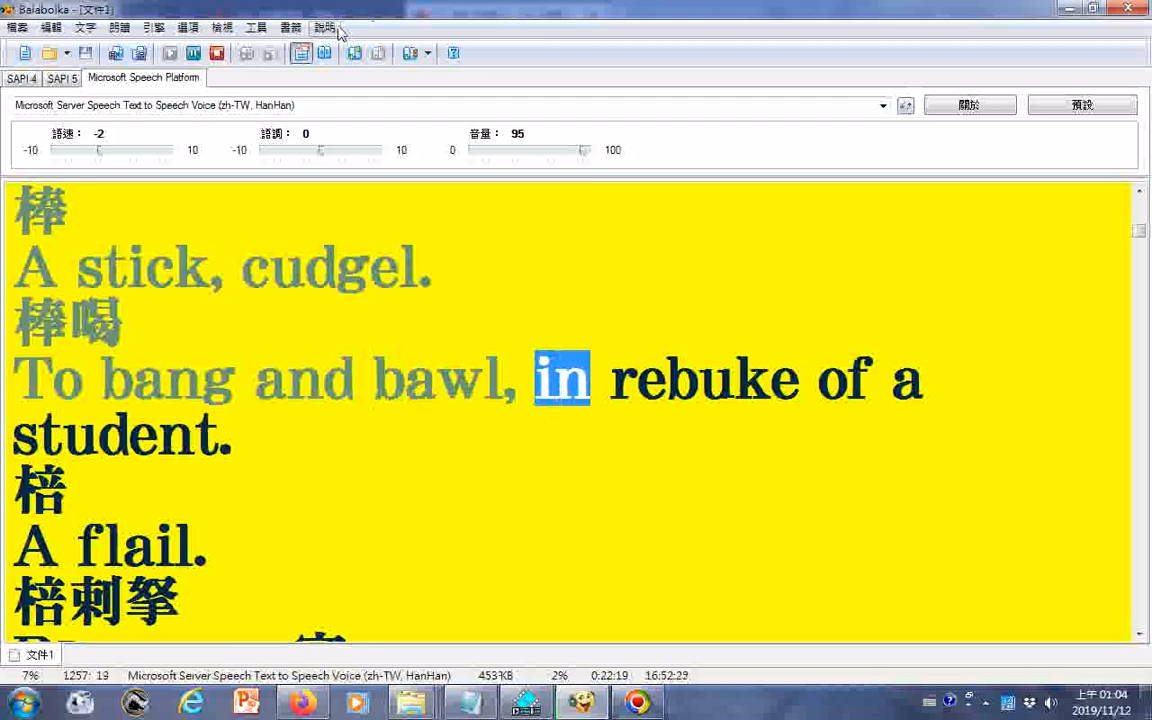 Balabolka - [文件1]
檔案 編輯 文字 朗讀 引擎 選項 檢視 工具 書籤 說明
SAPI 4 SAPI 5 Microsoft Speech Platform
Microsoft Server Speech Text to Speech Voice (zh-TW, HanHan) 關於 預設
語速: -2 語調: 0 音量: 95
-10 10 -10 10 0 100
棒
A stick, cudgel.
棒喝
To bang and bawl, in rebuke of a
student.
棓
A flail.
棓刺拏
文件1
7% 1257: 19 Microsoft Server Speech Text to Speech Voice (zh-TW, HanHan) 453 KB 2% 0:22:19 16:52:29
上午 01:04
2019/11/12